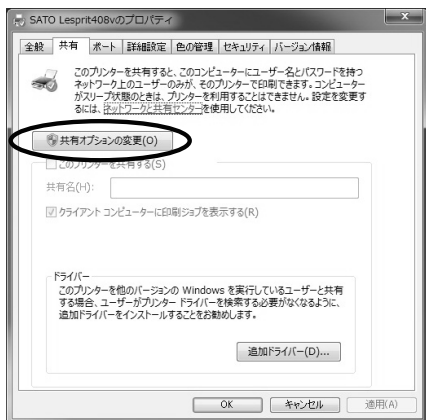 SATO Lesprit408vのプロパティ
全般 共有 ポート 詳細設定 色の管理 セキュリティ バージョン情報
このプリンターを共有すると、このコンピューターにユーザー名とパスワードを持つ
ネットワーク上のユーザーのみが、そのプリンターで印刷できます。コンピューター
がスリープ状態のときは、プリンターを利用することはできません。設定を変更す
るには、ネットワークと共有センターを使用してください。
共有オプションの変更(O)
このプリンターを共有する(S)
共有名(H):
クライアント コンピューターに印刷ジョブを表示する(R)
ドライバー
このプリンターを他のバージョンの Windows を実行しているユーザーと共有
する場合、ユーザーがプリンター ドライバーを検索する必要がなくなるように、
追加ドライバーをインストールすることをお勧めします。
追加ドライバー(D)...
OK キャンセル 適用(A)